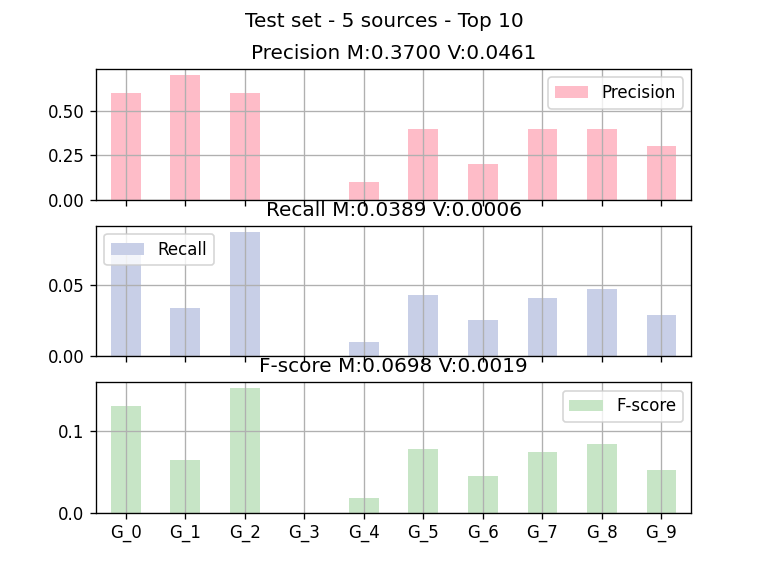 Test set - 5 sources - Top 10
Precision M:0.3700 V:0.0461
Precision
0.50
0.25
0.00
Recall M:0.0389 V:0.0006
Recall
0.05
0.00
F-score M:0.0698 V:0.0019
F-score
0.1
0.0
G_0 G_1 G_2 G_3 G_4 G_5 G_6 G_7 G_8 G_9